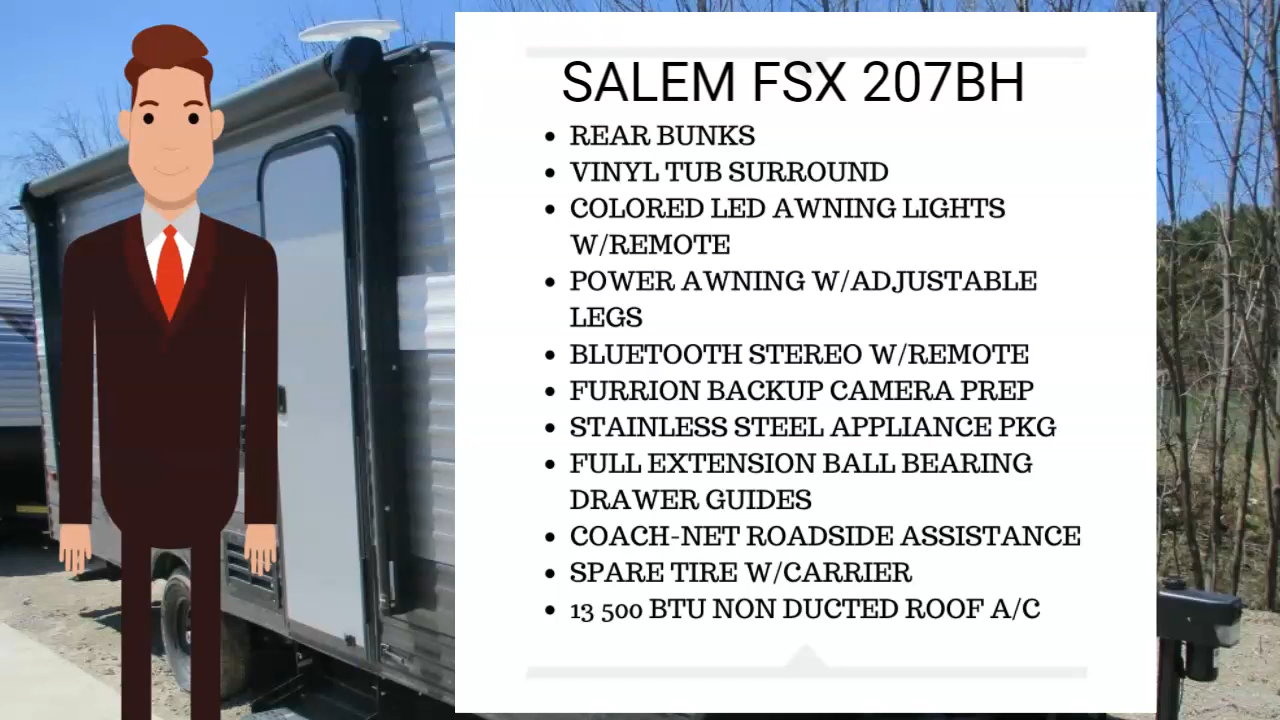 SALEM FSX 207BH
• REAR BUNKS
• VINYL TUB SURROUND
• COLORED LED AWNING LIGHTS
W/REMOTE
• POWER AWNING W/ADJUSTABLE
LEGS
• BLUETOOTH STEREO W/REMOTE
• FURRION BACKUP CAMERA PREP
• STAINLESS STEEL APPLIANCE PKG
• FULL EXTENSION BALL BEARING
DRAWER GUIDES
• COACH-NET ROADSIDE ASSISTANCE
• SPARE TIRE W/CARRIER
• 13 500 BTU NON DUCTED ROOF A/C